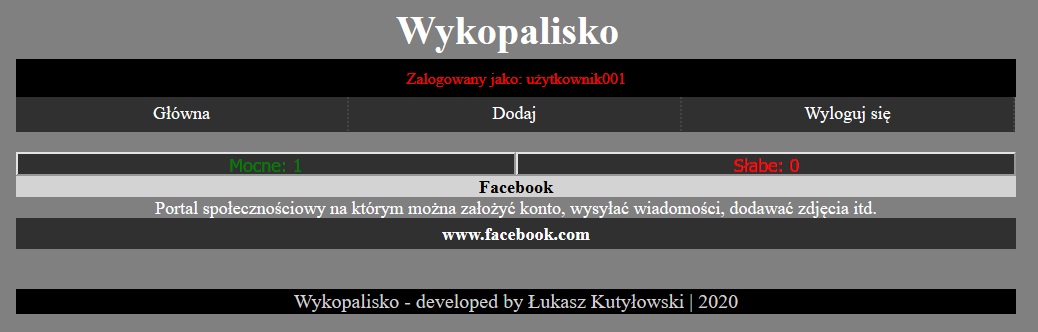 Wykopalisko
Zalogowany jako: użytkownik001
Główna Dodaj Wyloguj się
Mocne: 1 Słabe: 0
Facebook
Portal społecznościowy na którym można założyć konto, wysyłać wiadomości, dodawać zdjęcia itd.
www.facebook.com
Wykopalisko - developed by Łukasz Kutyłowski | 2020